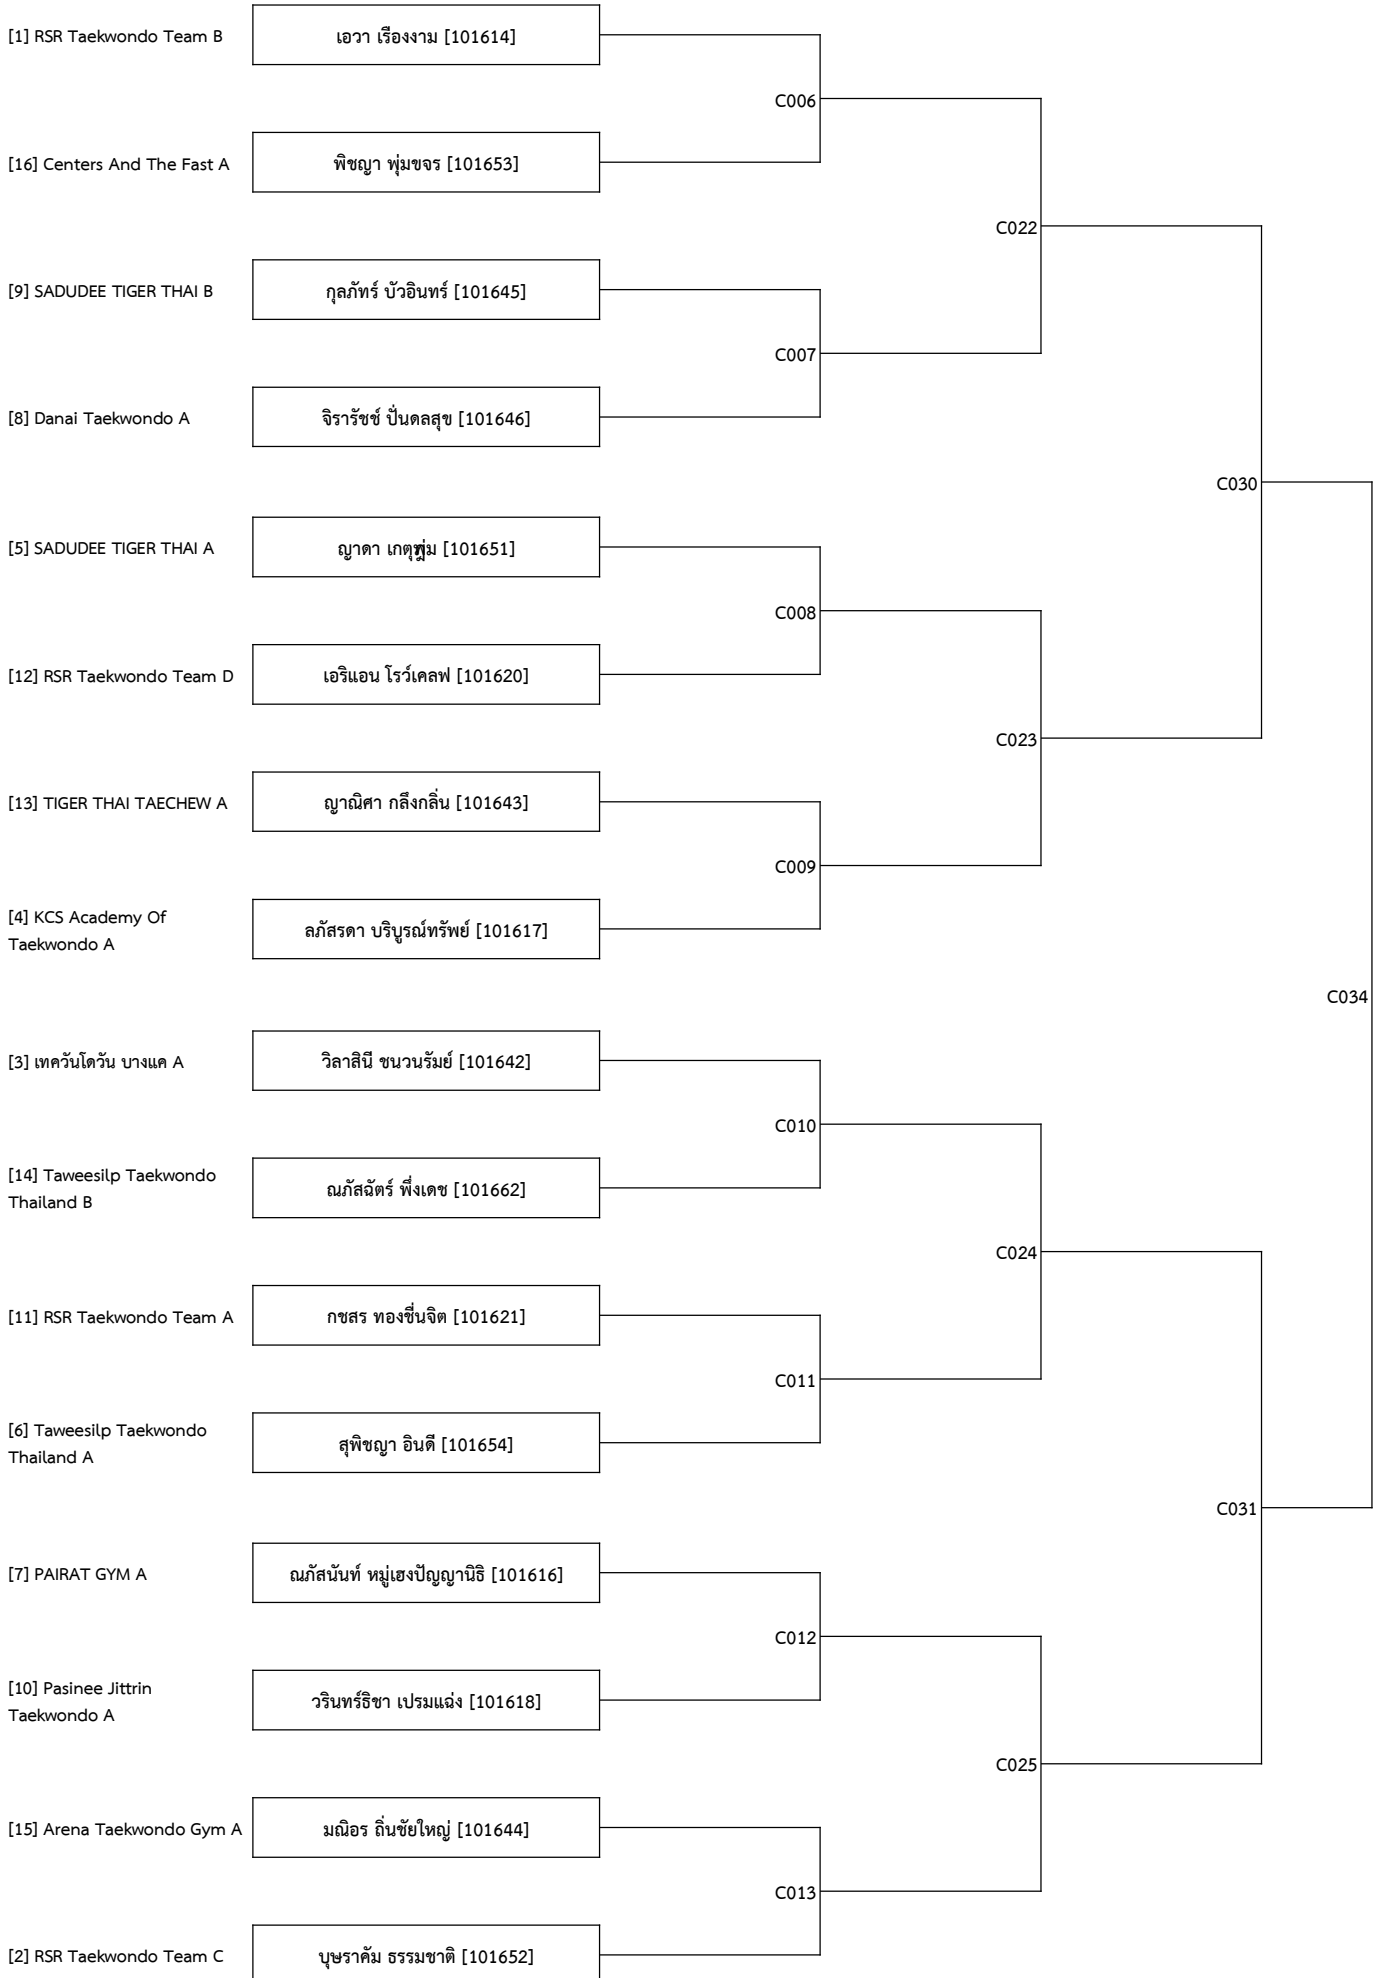 [1] RSR Taekwondo Team B
เอวา เรืองงาม [101614]
C006
[16] Centers And The Fast A
พิชญา พุ่มขจร [101653]
C022
[9] SADUDEE TIGER THAI B
กุลภัทร์ บัวอินทร์ [101645]
C007
[8] Danai Taekwondo A
จิรารัชช์ ปั่นดลสุข [101646]
C030
[5] SADUDEE TIGER THAI A
ญาดา [101651]
C008
[12] RSR Taekwondo Team D
เอริแอน โรว์เคลฟ [101620]
C023
[13] TIGER THAI TAECHEW A
ญาณิศา กลึงกลิ่น [101643]
C009
[4] KCS Academy Of
Taekwondo A
ลภัสรดา บริบูรณ์ทรัพย์ [101617]
C034
[3] เทควันโดวัน บางแค A
วิลาสินี ชนวนรัมย์ [101642]
C010
[14] Taweesilp Taekwondo
Thailand B
ณภัสฉัตร์ พึ่งเดช [101662]
C024
[11] RSR Taekwondo Team A
กชสร ทองชื่นจิต [101621]
C011
[6] Taweesilp Taekwondo
Thailand A
สุพิชญา อินดี [101654]
C031
[7] PAIRAT GYM A
ณภัสนันท์ หมู่เฮงปัญญานิธิ [101616]
C012
[10] Pasinee Jittrin
Taekwondo A
วรินทร์ธิชา เปรมแฉ่ง [101618]
C025
[15] Arena Taekwondo Gym A
มณิอร ถิ่นชัยใหญ่ [101644]
C013
[2] RSR Taekwondo Team C
บุษราคัม ธรรมชาติ [101652]